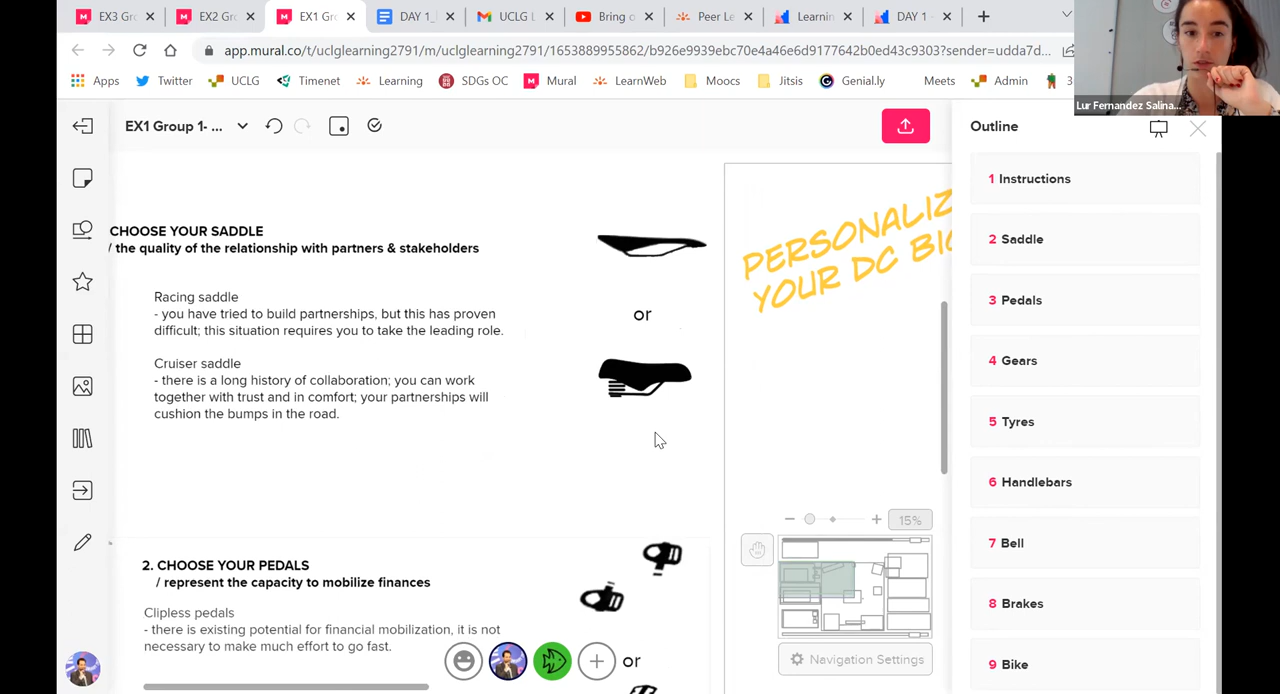 EX3 Gr
EX2 Gr
EX1 Gr
DAY 1_
UCLG L
Bring o
Peer Le
Learnin
DAY 1 -
app.mural.co/t/uclglearning2791/m/uclglearning2791/1653889955862/b926e9939ebc70e4a46e6d9177642b0ed43c9303?sender=udda7d...
Apps
Twitter
UCLG
Timenet
Learning
SDGs
Mural
LearnWeb
Moocs
Jitsis
Genial.ly
Meets
Admin
3
Lur Fernandez Salina...
EX1 Group 1- ...
Outline
CHOOSE YOUR SADDLE
/ the quality of the relationship with partners & stakeholders
Racing saddle
- you have tried to build partnerships, but this has proven
difficult; this situation requires you to take the leading role.
or
Cruiser saddle
- there is a long history of collaboration; you can work
together with trust and in comfort; your partnerships will
cushion the bumps in the road.
PERSONALIZ
YOUR DC BI
2. CHOOSE YOUR PEDALS
/ represent the capacity to mobilize finances
Clipless pedals
- there is existing potential for financial mobilization, it is not
necessary to make much effort to go fast.
or
15%
Navigation Settings
1 Instructions
2 Saddle
3 Pedals
4 Gears
5 Tyres
6 Handlebars
7 Bell
8 Brakes
9 Bike